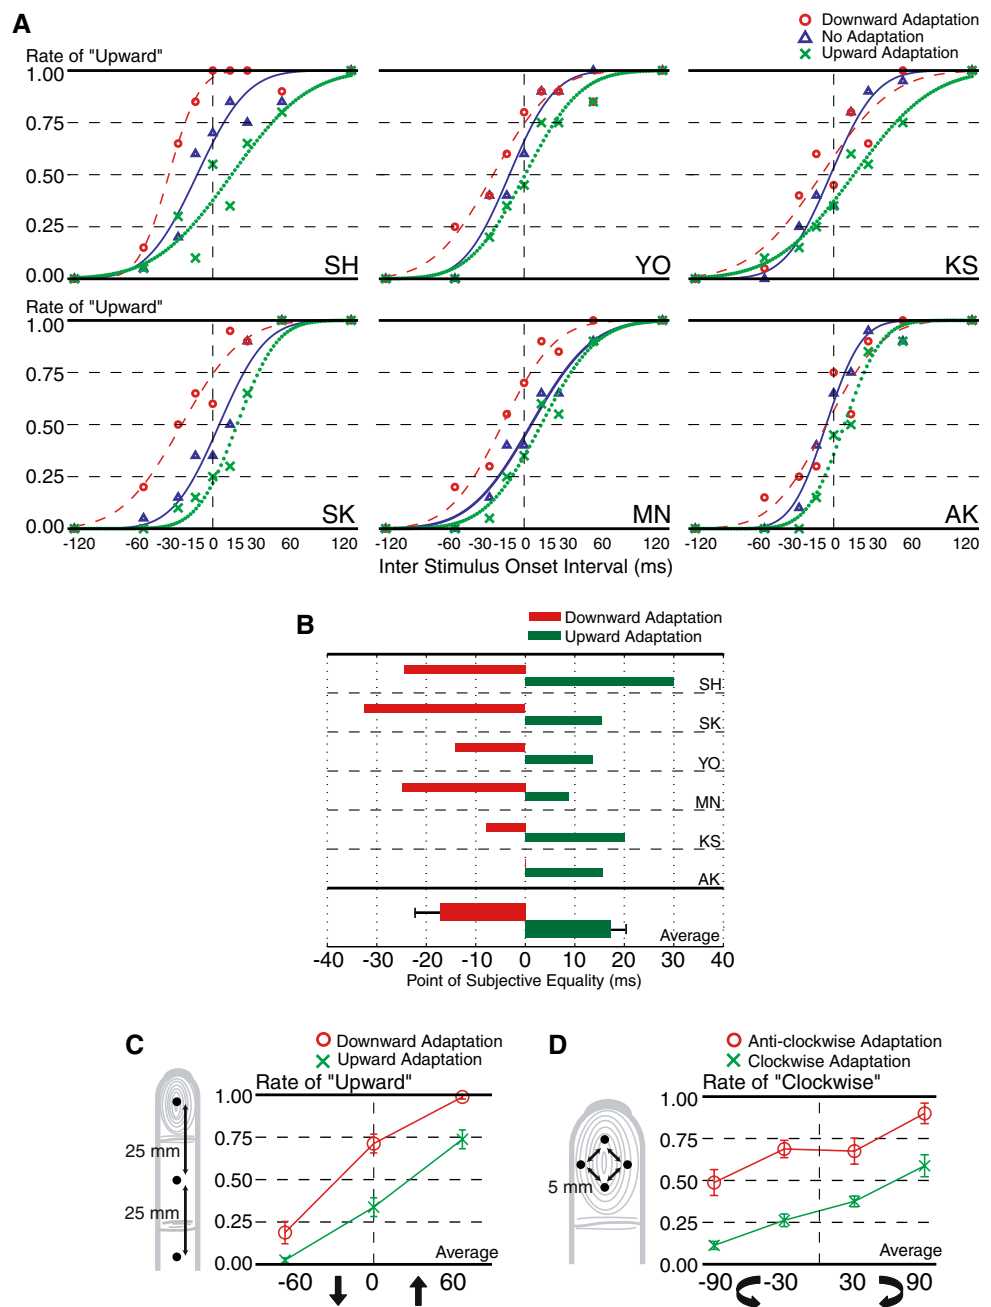 A
Downward Adaptation
No Adaptation
Upward Adaptation
Rate of "Upward"
1.00
0.75
0.50
0.25
0.00
SH
YO
KS
Rate of "Upward"
1.00
0.75
0.50
0.25
0.00
SK
MN
AK
-120 -60 -30 -15 0 15 30 60 120
-120 -60 -30 -15 0 15 30 60 120
-120 -60 -30 -15 0 15 30 60 120
Inter Stimulus Onset Interval (ms)
B
Downward Adaptation
Upward Adaptation
SH
SK
YO
MN
KS
AK
Average
-40 -30 -20 -10 0 10 20 30 40
Point of Subjective Equality (ms)
C
Downward Adaptation
Upward Adaptation
Rate of "Upward"
1.00
0.75
0.50
0.25
0.00
25 mm
25 mm
Average
-60 0 60
D
Anti-clockwise Adaptation
Clockwise Adaptation
Rate of "Clockwise"
1.00
0.75
0.50
0.25
0.00
5 mm
Average
-90 -30 30 90